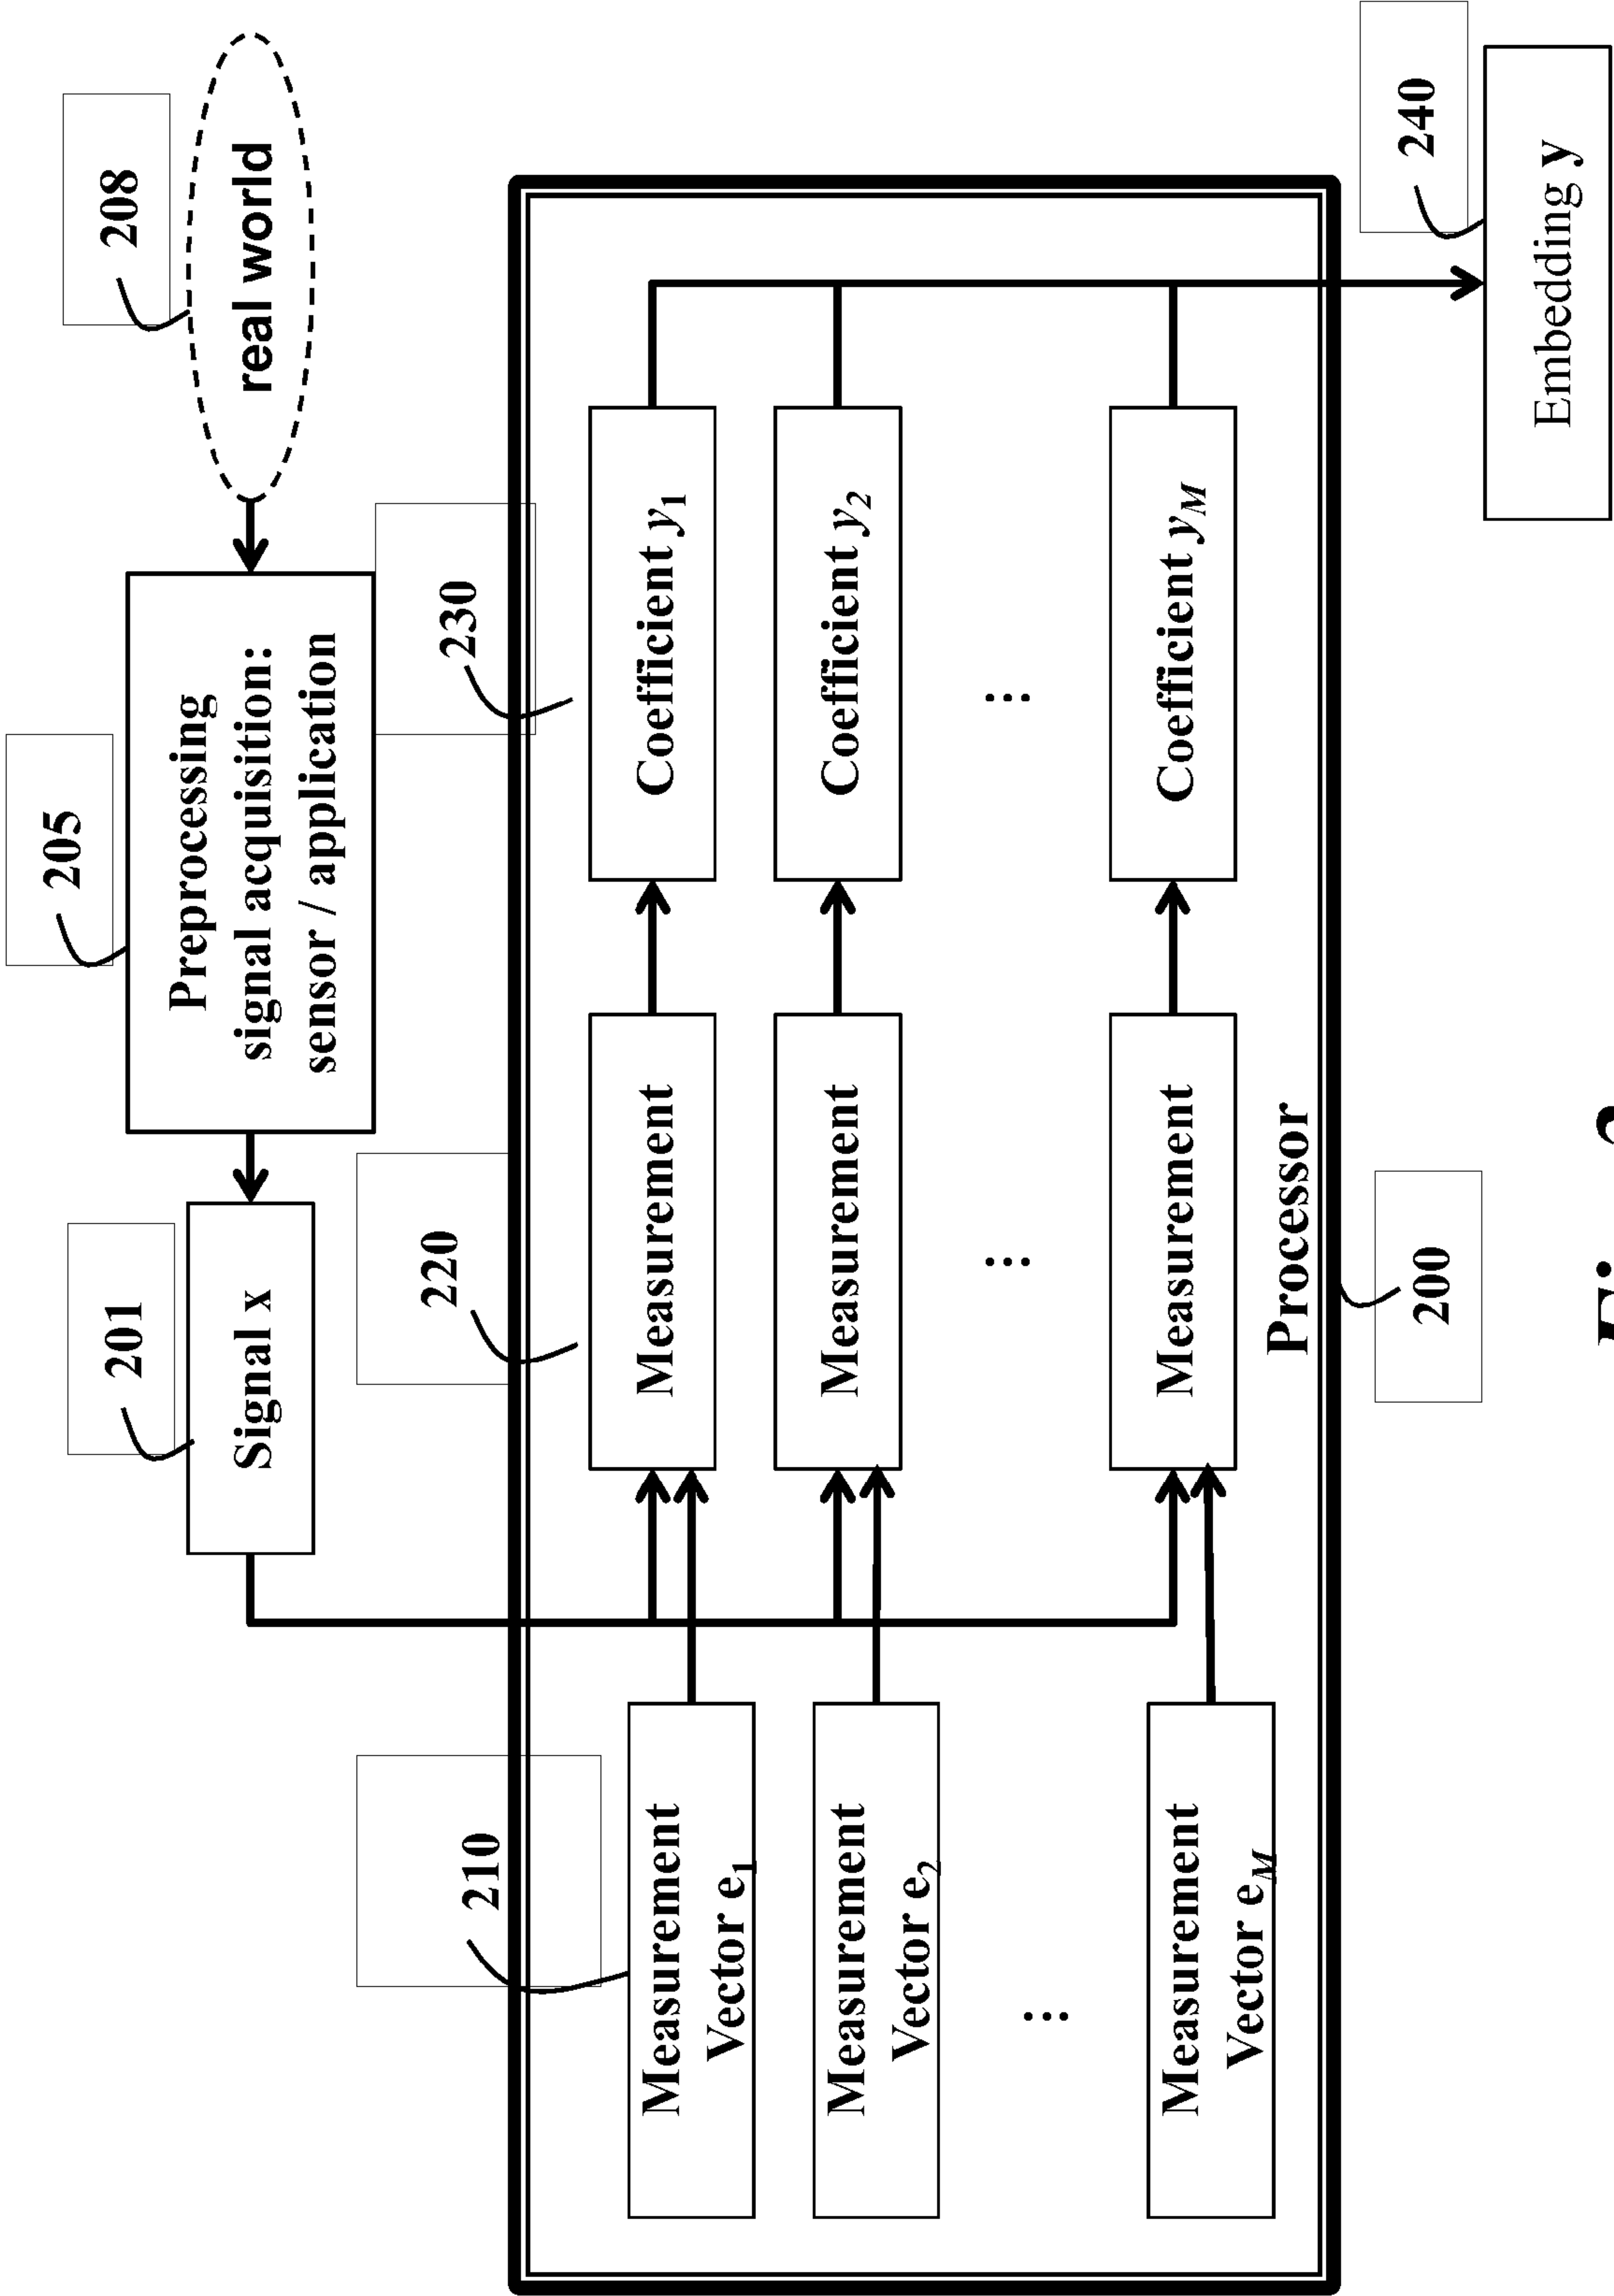 208
real world
205
Preprocessing
signal acquisition:
sensor / application
201
Signal x
210
220
230
Measurement
Vector e1
Measurement
Coefficient y1
Measurement
Vector e2
Measurement
Coefficient y2
...
...
...
Measurement
Vector eM
Measurement
Coefficient yM
Processor
200
240
Embedding y